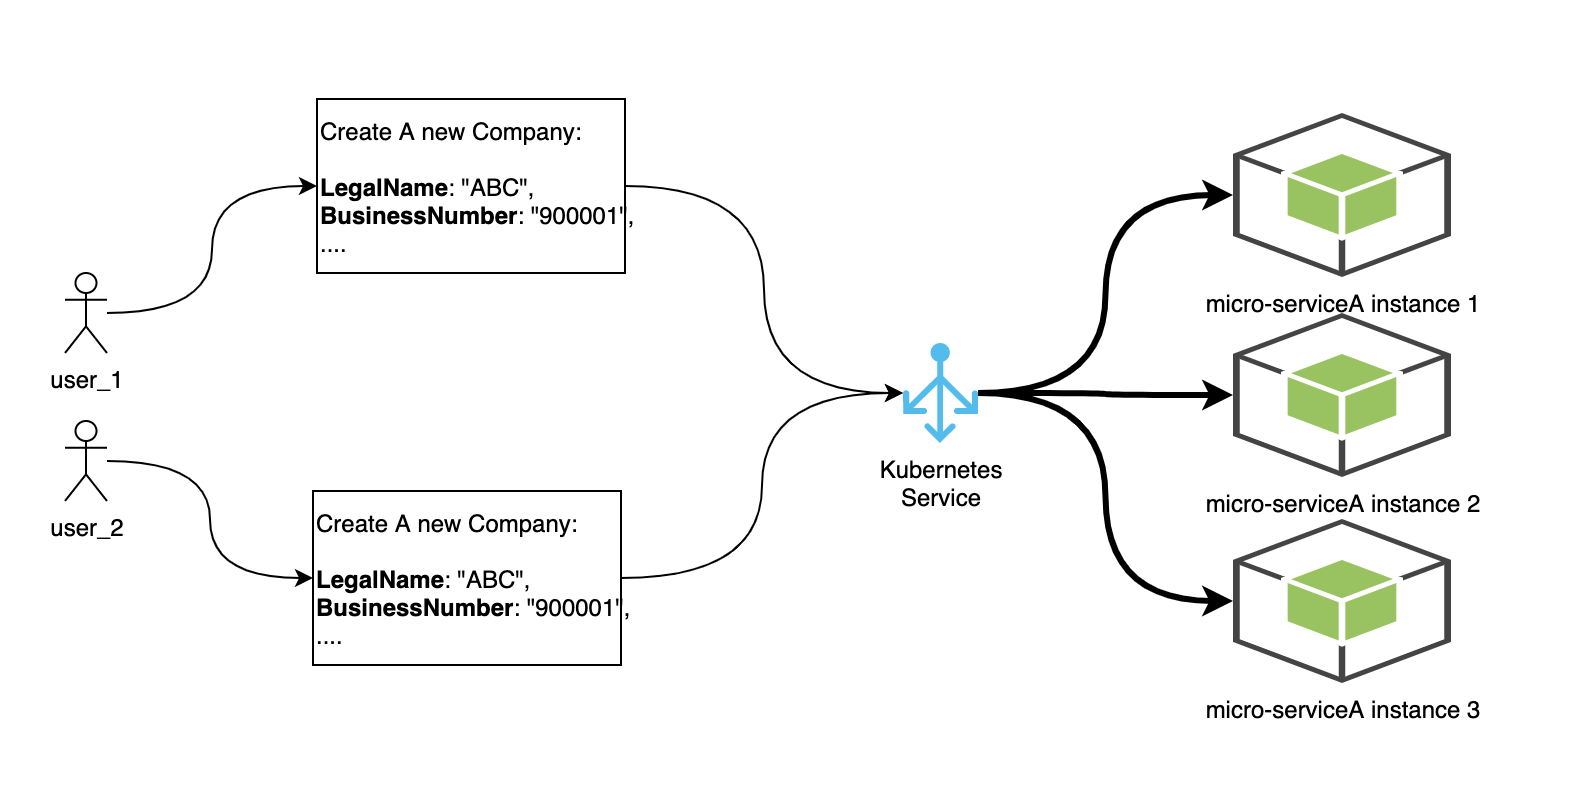 Create A new Company:
LegalName: "ABC",
BusinessNumber: "900001",
....
user_1
user_2
Create A new Company:
LegalName: "ABC",
BusinessNumber: "900001",
....
Kubernetes
Service
micro-serviceA instance 1
micro-serviceA instance 2
micro-serviceA instance 3